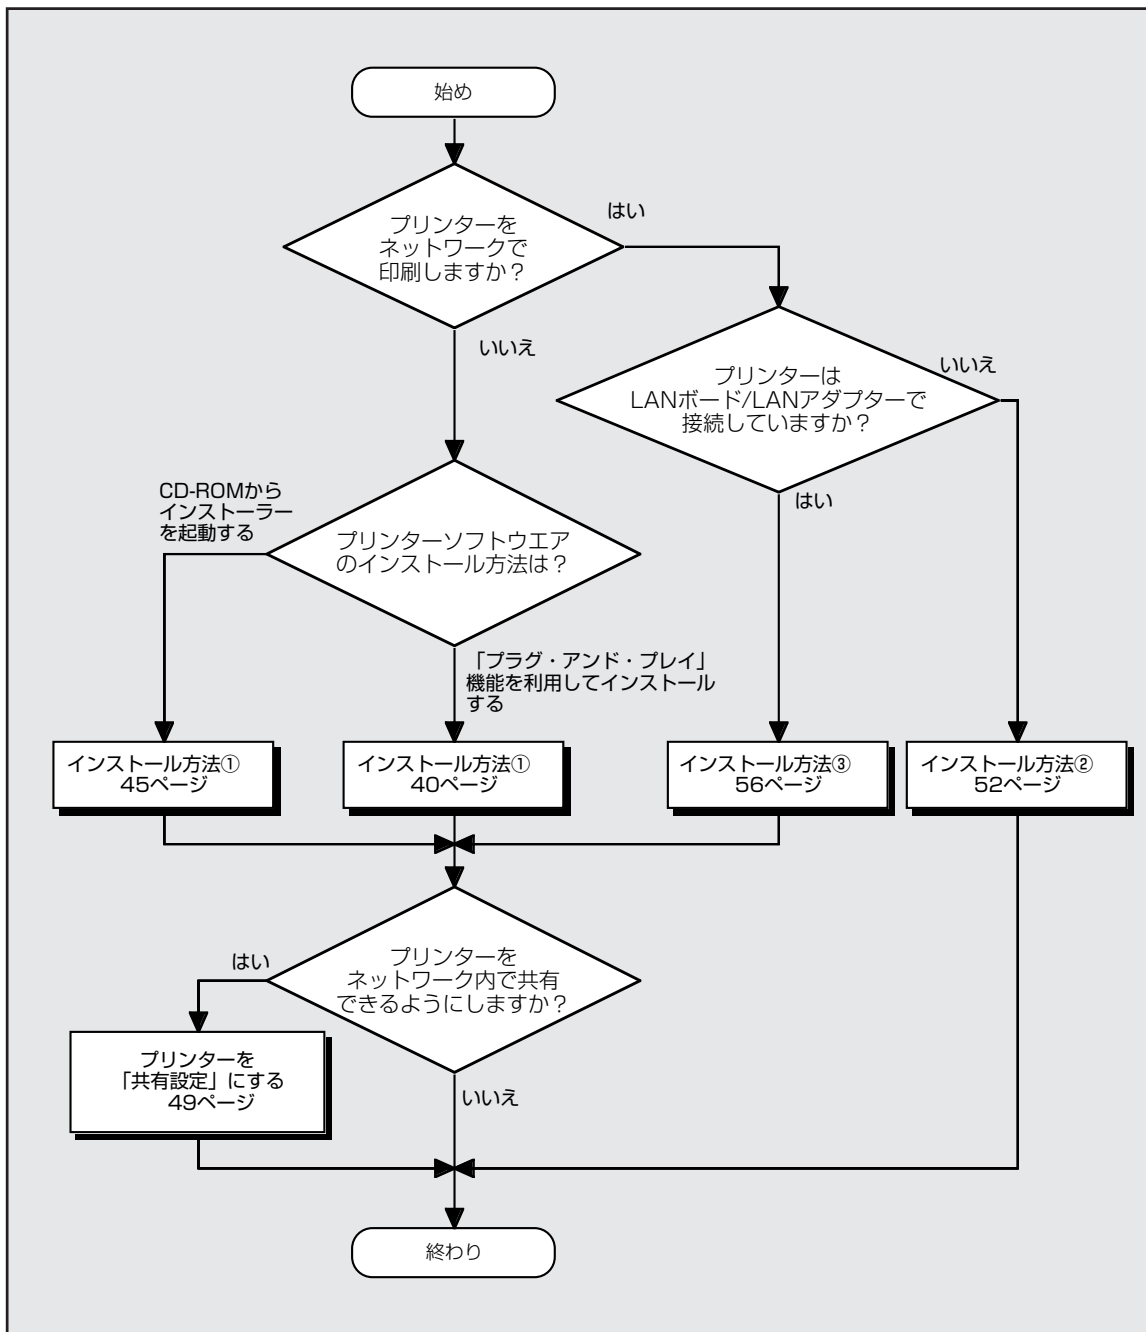 始め
プリンターを
ネットワークで
印刷しますか？
はい
いいえ
プリンターは
LANボード/LANアダプターで
接続していますか？
いいえ
はい
CD-ROMから
インストーラー
を起動する
プリンターソフトウエア
のインストール方法は？
「プラグ・アンド・プレイ」
機能を利用してインストール
する
インストール方法①
45ページ
インストール方法①
40ページ
インストール方法③
56ページ
インストール方法②
52ページ
プリンターを
ネットワーク内で共有
できるようにしますか？
はい
プリンターを
「共有設定」にする
49ページ
いいえ
終わり